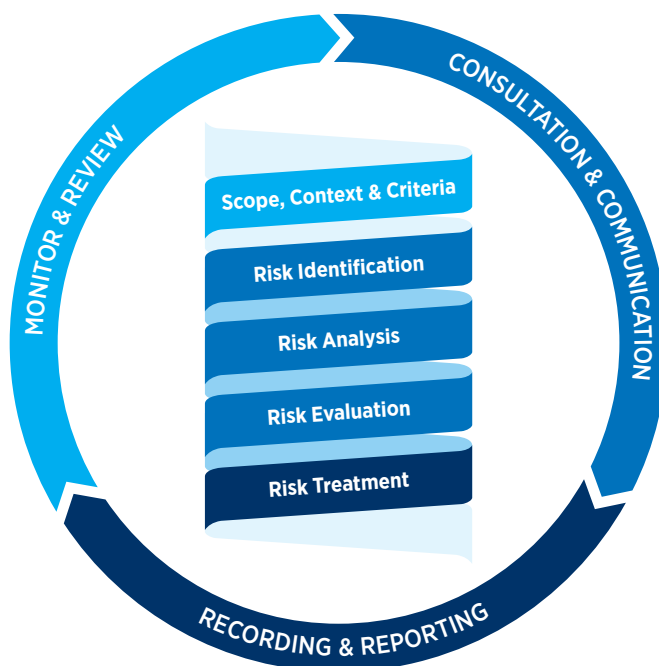 CONSULTATION & COMMUNICATION
MONITOR & REVIEW
Scope, Context & Criteria
Risk Identification
Risk Analysis
Risk Evaluation
Risk Treatment
RECORDING & REPORTING